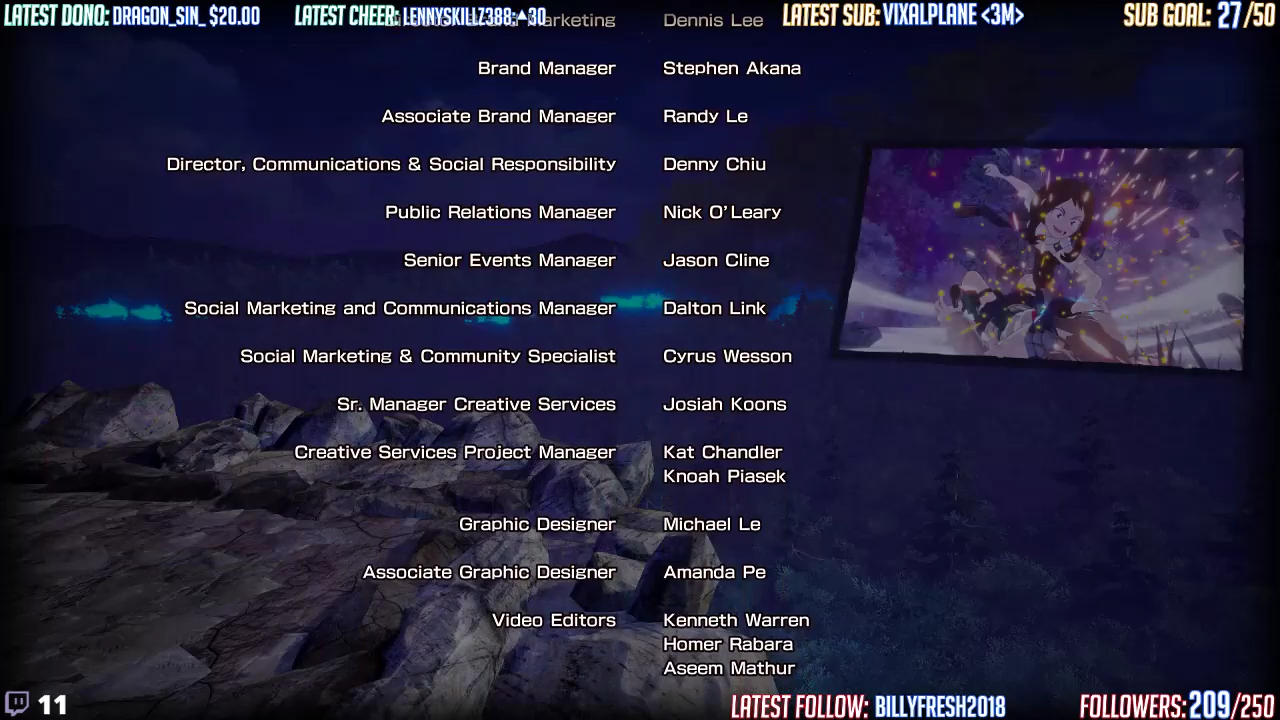 LATEST DONO: DRAGON_SIN_ $20.00 LATEST CHEER: LENNYSKILLZ388:▲30 LATEST SUB: VIXALPLANE <3M> SUB GOAL: 27/50
Marketing Dennis Lee
Brand Manager Stephen Akana
Associate Brand Manager Randy Le
Director, Communications & Social Responsibility Denny Chiu
Public Relations Manager Nick O'Leary
Senior Events Manager Jason Cline
Social Marketing and Communications Manager Dalton Link
Social Marketing & Community Specialist Cyrus Wesson
Sr. Manager Creative Services Josiah Koons
Creative Services Project Manager Kat Chandler
Knoah Piasek
Graphic Designer Michael Le
Associate Graphic Designer Amanda Pe
Video Editors Kenneth Warren
Homer Rabara
Aseem Mathur
11 LATEST FOLLOW: BILLYFRESH2018 FOLLOWERS: 209/250